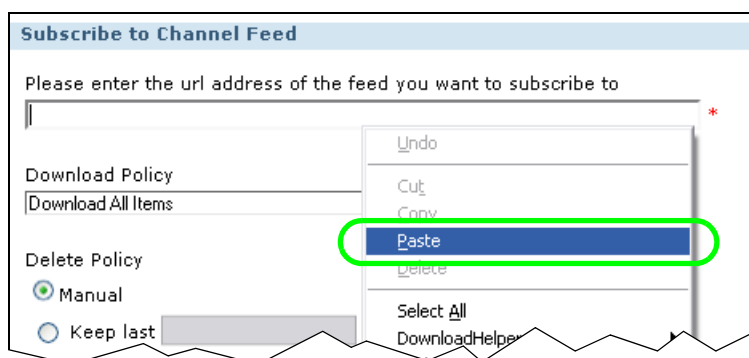 Subscribe to Channel Feed
Please enter the url address of the feed you want to subscribe to
*
Undo
Download Policy
Cut
Download All Items
Copy
Paste
Delete Policy
Delete
Manual
Select All
Keep last
DownloadHelper